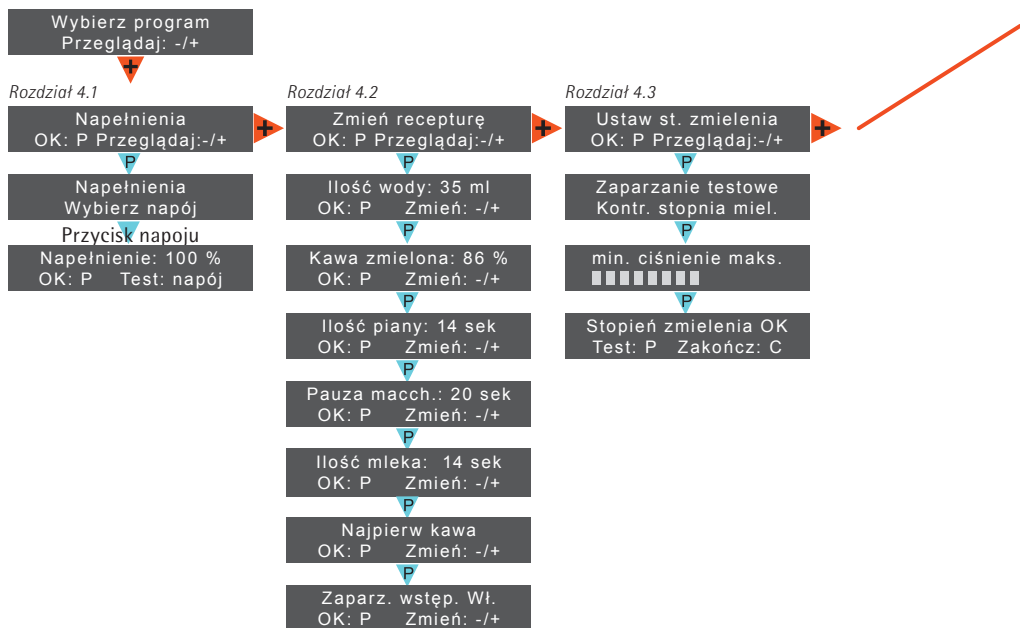 Wybierz program
Przeglądaj: -/+
+
Rozdział 4.1
Napełnienia
OK: P Przeglądaj:-/+
+
P
Napełnienia
Wybierz napój
Przycisk napoju
Napełnienie: 100 %
OK: P Test: napój
Rozdział 4.2
Zmień recepturę
OK: P Przeglądaj:-/+
+
P
Ilość wody: 35 ml
OK: P Zmień: -/+
P
Kawa zmielona: 86 %
OK: P Zmień: -/+
P
Ilość piany: 14 sek
OK: P Zmień: -/+
P
Pauza macch.: 20 sek
OK: P Zmień: -/+
P
Ilość mleka: 14 sek
OK: P Zmień: -/+
P
Najpierw kawa
OK: P Zmień: -/+
P
Zaparz. wstęp. Wł.
OK: P Zmień: -/+
Rozdział 4.3
Ustaw st. zmielenia
OK: P Przeglądaj:-/+
+
P
Zaparzanie testowe
Kontr. stopnia miel.
P
min. ciśnienie maks.
P
Stopień zmielenia OK
Test: P Zakończ: C